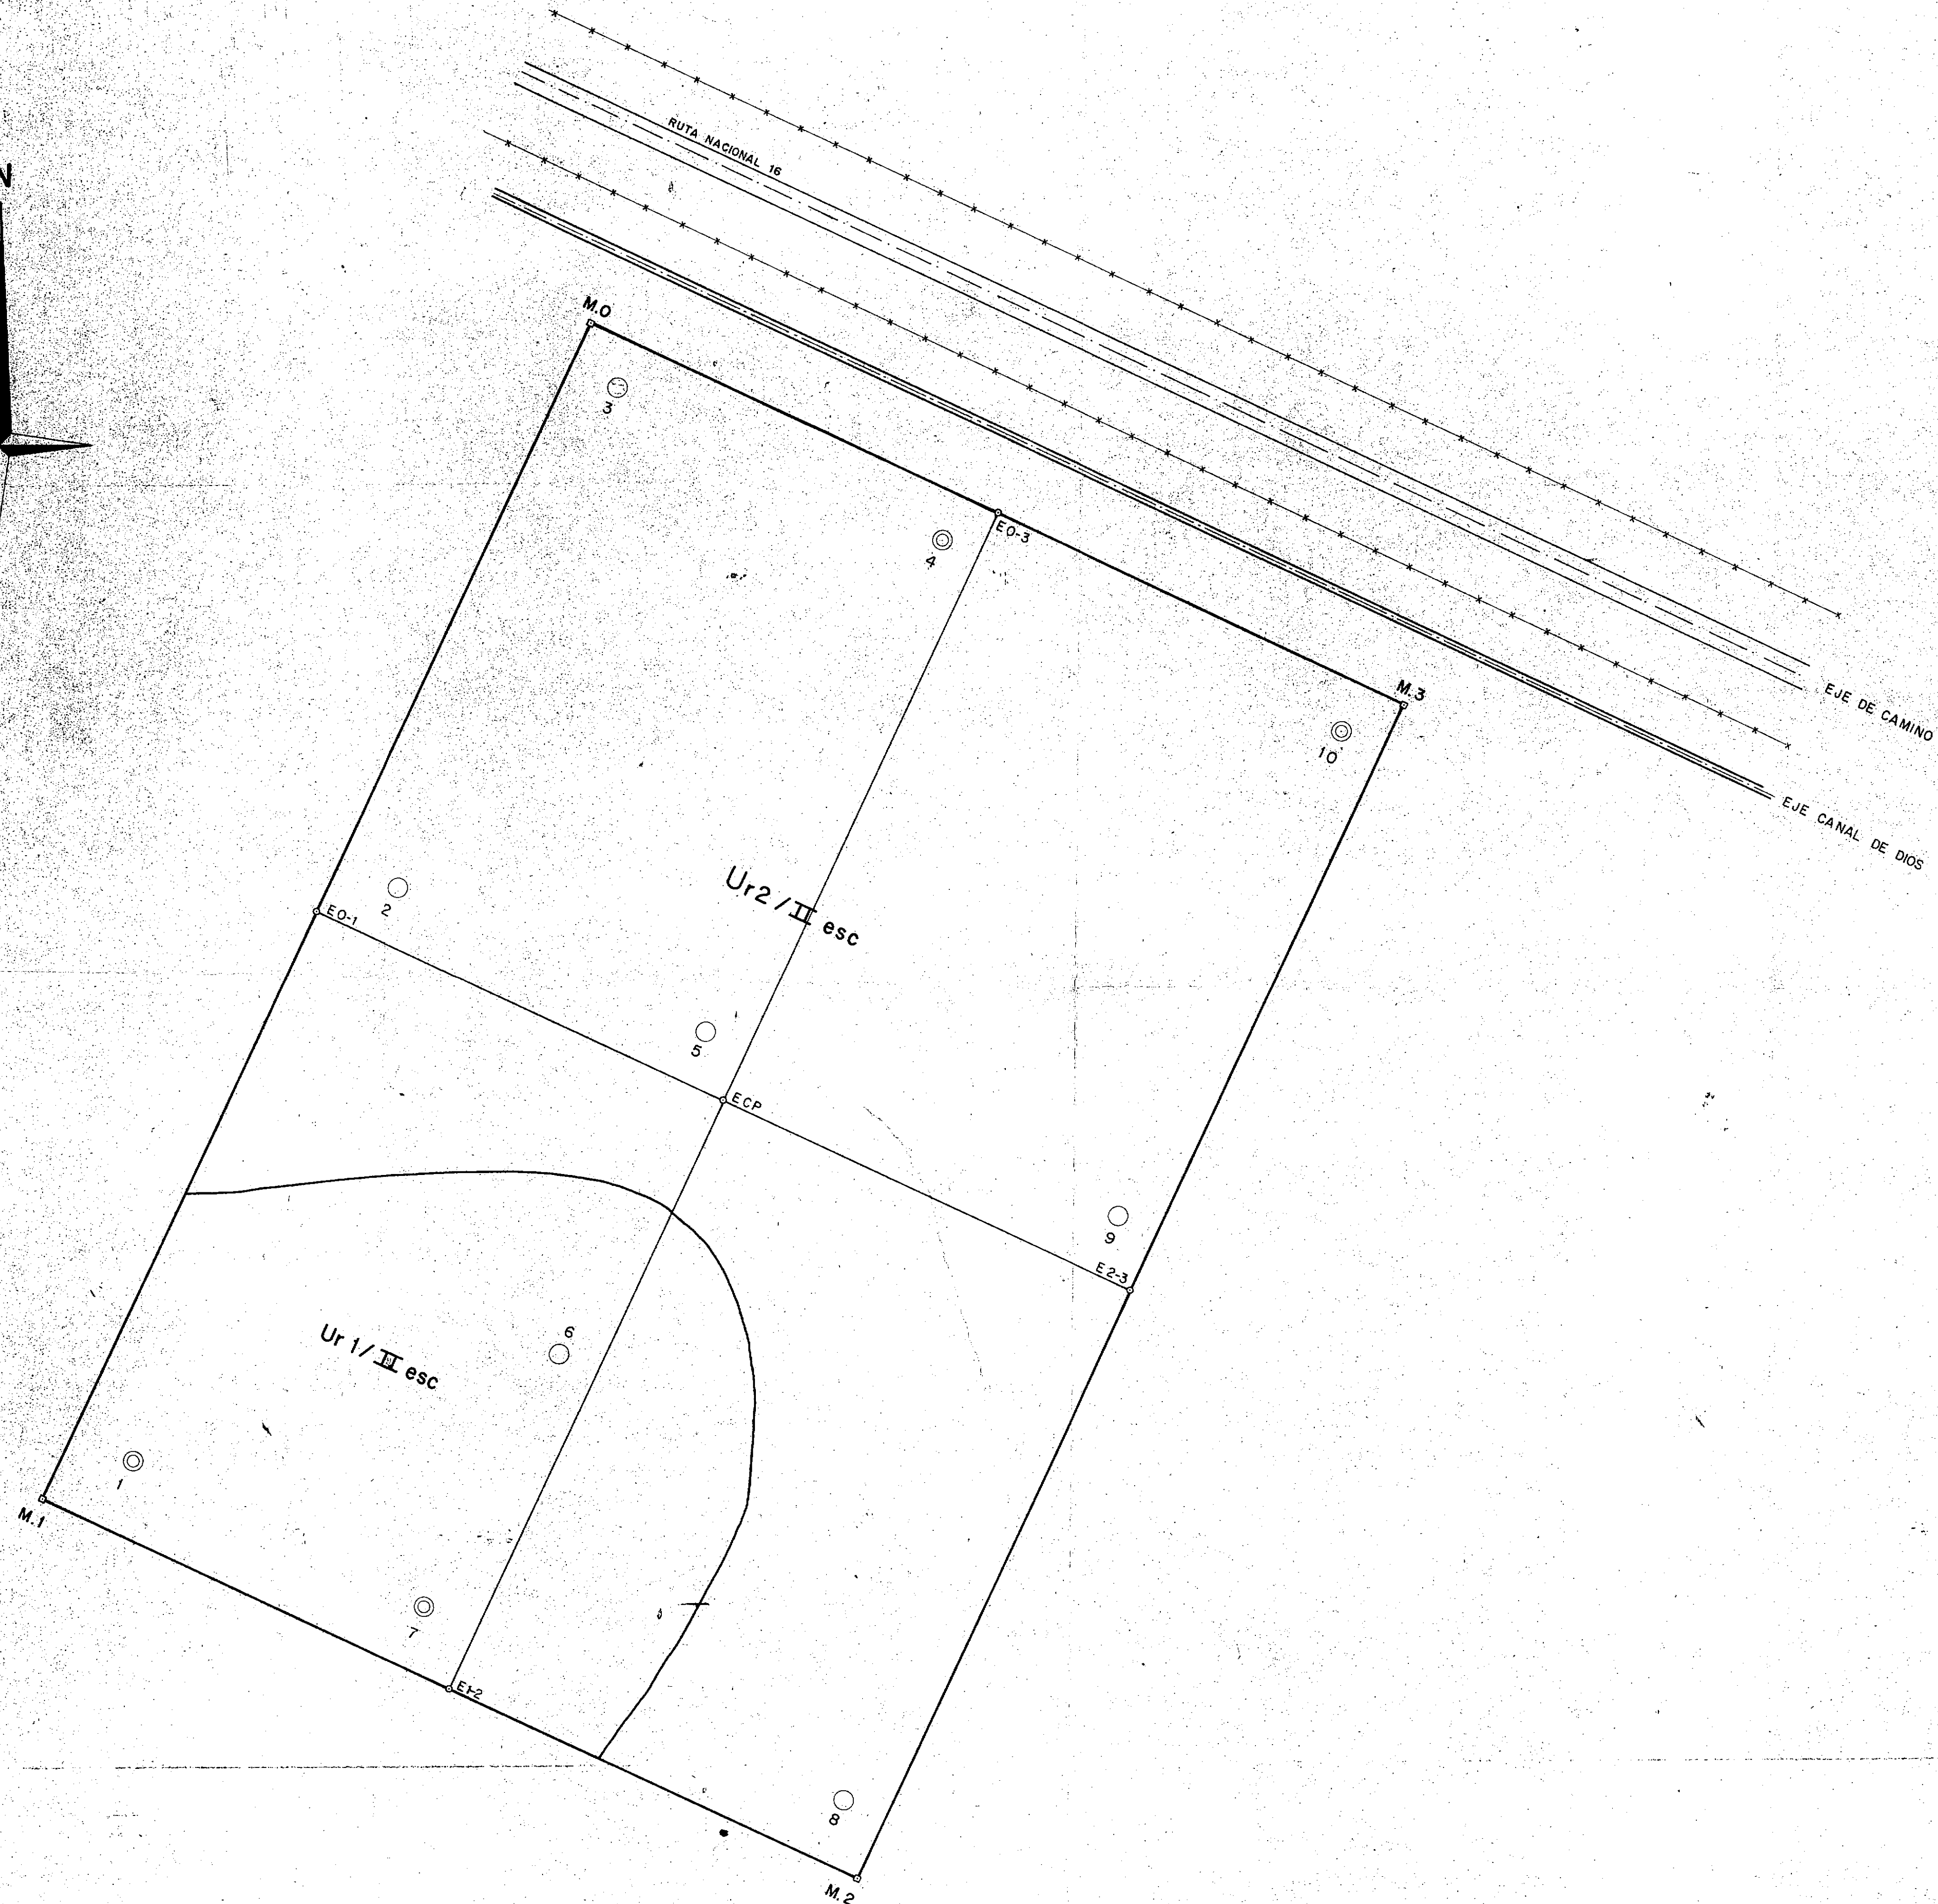 N
RUTA NACIONAL 16
M.0
3
E0-3
4
M.3
10
EJE DE CAMINO
EJE CANAL DE DIOS
Ur2/II esc
2
E0-1
5
ECP
9
E2-3
6
Ur 1/II esc
1
M.1
7
E1-2
8
M.2